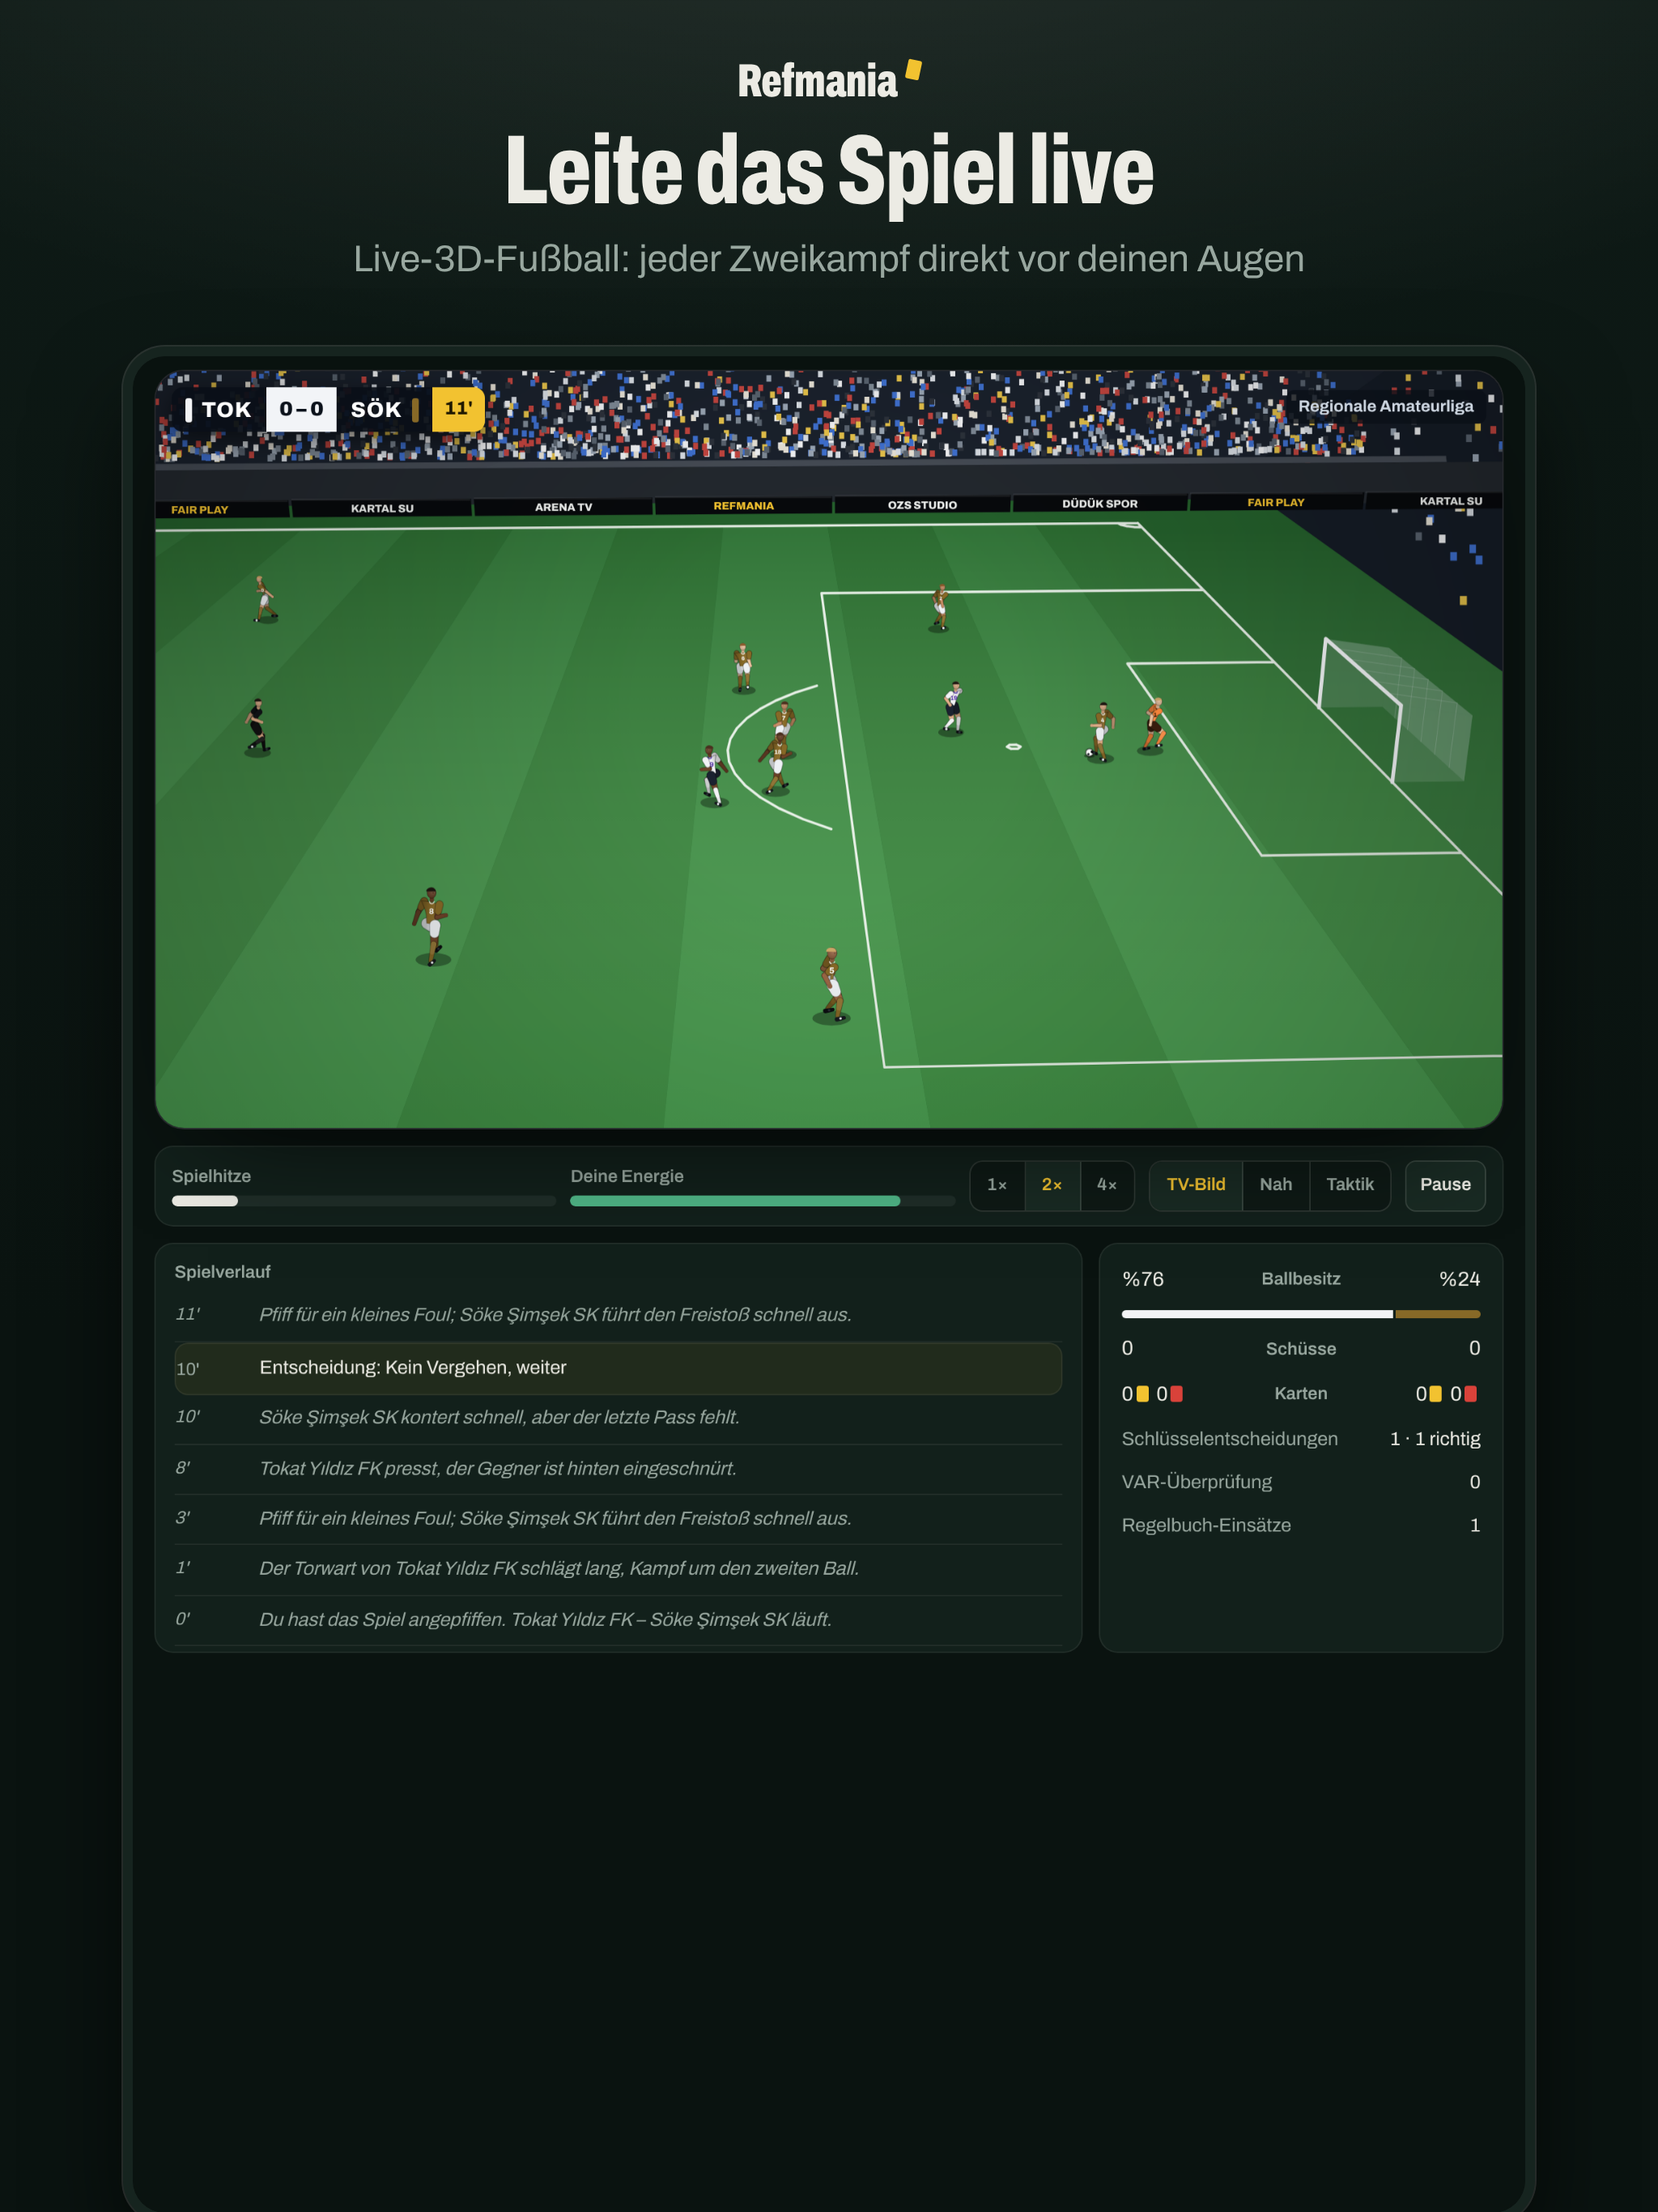 Refmania
Leite das Spiel live
Live-3D-Fußball: jeder Zweikampf direkt vor deinen Augen
TOK 0–0 SÖK 11'
Regionale Amateurliga
FAIR PLAY KARTAL SU ARENA TV REFMANIA OZS STUDIO DÜDÜK SPOR FAIR PLAY KARTAL SU
8
5
Spielhitze
Deine Energie
1× 2× 4×
TV-Bild Nah Taktik
Pause
Spielverlauf
11' Pfiff für ein kleines Foul; Söke Şimşek SK führt den Freistoß schnell aus.
10' Entscheidung: Kein Vergehen, weiter
10' Söke Şimşek SK kontert schnell, aber der letzte Pass fehlt.
8' Tokat Yıldız FK presst, der Gegner ist hinten eingeschnürt.
3' Pfiff für ein kleines Foul; Söke Şimşek SK führt den Freistoß schnell aus.
1' Der Torwart von Tokat Yıldız FK schlägt lang, Kampf um den zweiten Ball.
0' Du hast das Spiel angepfiffen. Tokat Yıldız FK – Söke Şimşek SK läuft.
%76 Ballbesitz %24
0 Schüsse 0
0 0 Karten 0 0
Schlüsselentscheidungen 1 · 1 richtig
VAR-Überprüfung 0
Regelbuch-Einsätze 1